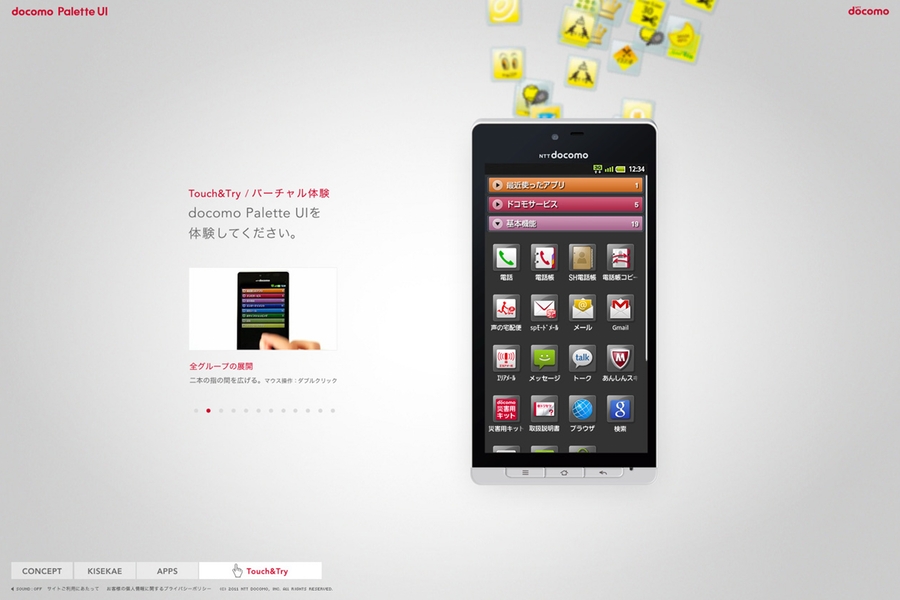 docomo Palette UI
docomo
NTT docomo
3G
12:34
最近使ったアプリ 1
ドコモサービス 5
基本機能 19
電話 電話帳 SH電話帳 電話帳コピー
声の宅配便 spモードメール メール Gmail
エリアメール メッセージ トーク あんしんスキ
災害用キット 取扱説明書 ブラウザ 検索
docomo
災害用
キット
talk
Touch&Try / バーチャル体験
docomo Palette UIを
体験してください。
全グループの展開
二本の指の間を広げる。マウス操作：ダブルクリック
CONCEPT KISEKAE APPS Touch&Try
SOUND: OFF サイトご利用にあたって お客様の個人情報に関するプライバシーポリシー (C) 2011 NTT DOCOMO, INC. ALL RIGHTS RESERVED.